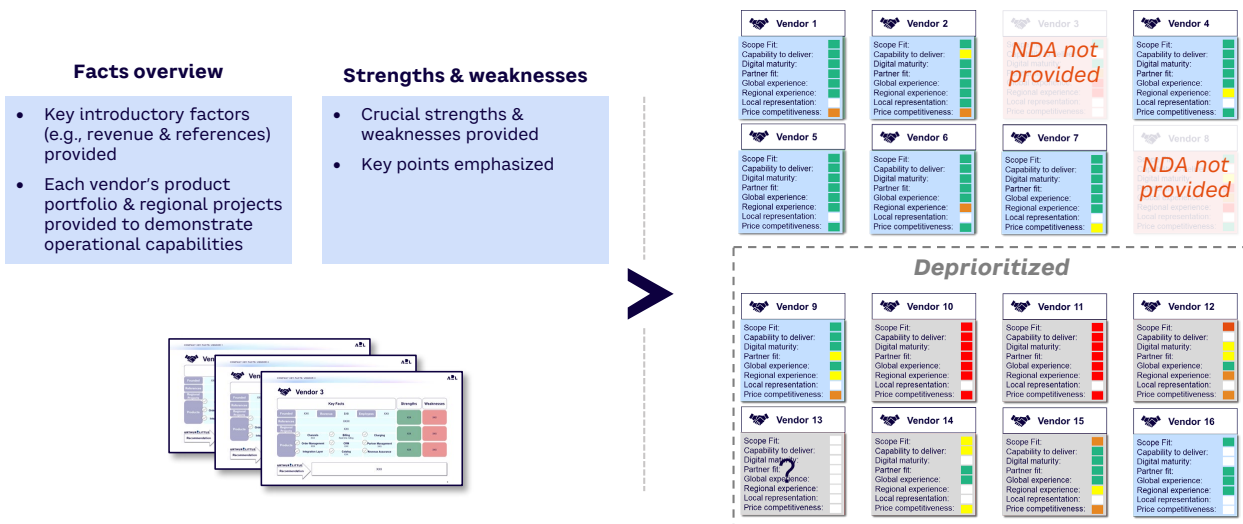 Facts overview
• Key introductory factors
(e.g., revenue & references)
provided
• Each vendor's product
portfolio & regional projects
provided to demonstrate
operational capabilities
Strengths & weaknesses
• Crucial strengths &
weaknesses provided
• Key points emphasized
Vendor 3
Key Facts
Strengths
Weaknesses
Products
Recommendation
Vendor 1
Scope Fit:
Capability to deliver:
Digital maturity:
Partner fit:
Global experience:
Regional experience:
Local representation:
Price competitiveness:
Vendor 2
Scope Fit:
Capability to deliver:
Digital maturity:
Partner fit:
Global experience:
Regional experience:
Local representation:
Price competitiveness:
Vendor 3
NDA not
provided
Vendor 4
Scope Fit:
Capability to deliver:
Digital maturity:
Partner fit:
Global experience:
Regional experience:
Local representation:
Price competitiveness:
Vendor 5
Scope Fit:
Capability to deliver:
Digital maturity:
Partner fit:
Global experience:
Regional experience:
Local representation:
Price competitiveness:
Vendor 6
Scope Fit:
Capability to deliver:
Digital maturity:
Partner fit:
Global experience:
Regional experience:
Local representation:
Price competitiveness:
Vendor 7
Scope Fit:
Capability to deliver:
Digital maturity:
Partner fit:
Global experience:
Regional experience:
Local representation:
Price competitiveness:
Vendor 8
NDA not
provided
Deprioritized
Vendor 9
Scope Fit:
Capability to deliver:
Digital maturity:
Partner fit:
Global experience:
Regional experience:
Local representation:
Price competitiveness:
Vendor 10
Scope Fit:
Capability to deliver:
Digital maturity:
Partner fit:
Global experience:
Regional experience:
Local representation:
Price competitiveness:
Vendor 11
Scope Fit:
Capability to deliver:
Digital maturity:
Partner fit:
Global experience:
Regional experience:
Local representation:
Price competitiveness:
Vendor 12
Scope Fit:
Capability to deliver:
Digital maturity:
Partner fit:
Global experience:
Regional experience:
Local representation:
Price competitiveness:
Vendor 13
Scope Fit:
Capability to deliver:
Digital maturity:
Partner fit:
Global experience:
Regional experience:
Local representation:
Price competitiveness:
?
Vendor 14
Scope Fit:
Capability to deliver:
Digital maturity:
Partner fit:
Global experience:
Regional experience:
Local representation:
Price competitiveness:
Vendor 15
Scope Fit:
Capability to deliver:
Digital maturity:
Partner fit:
Global experience:
Regional experience:
Local representation:
Price competitiveness:
Vendor 16
Scope Fit:
Capability to deliver:
Digital maturity:
Partner fit:
Global experience:
Regional experience:
Local representation:
Price competitiveness: